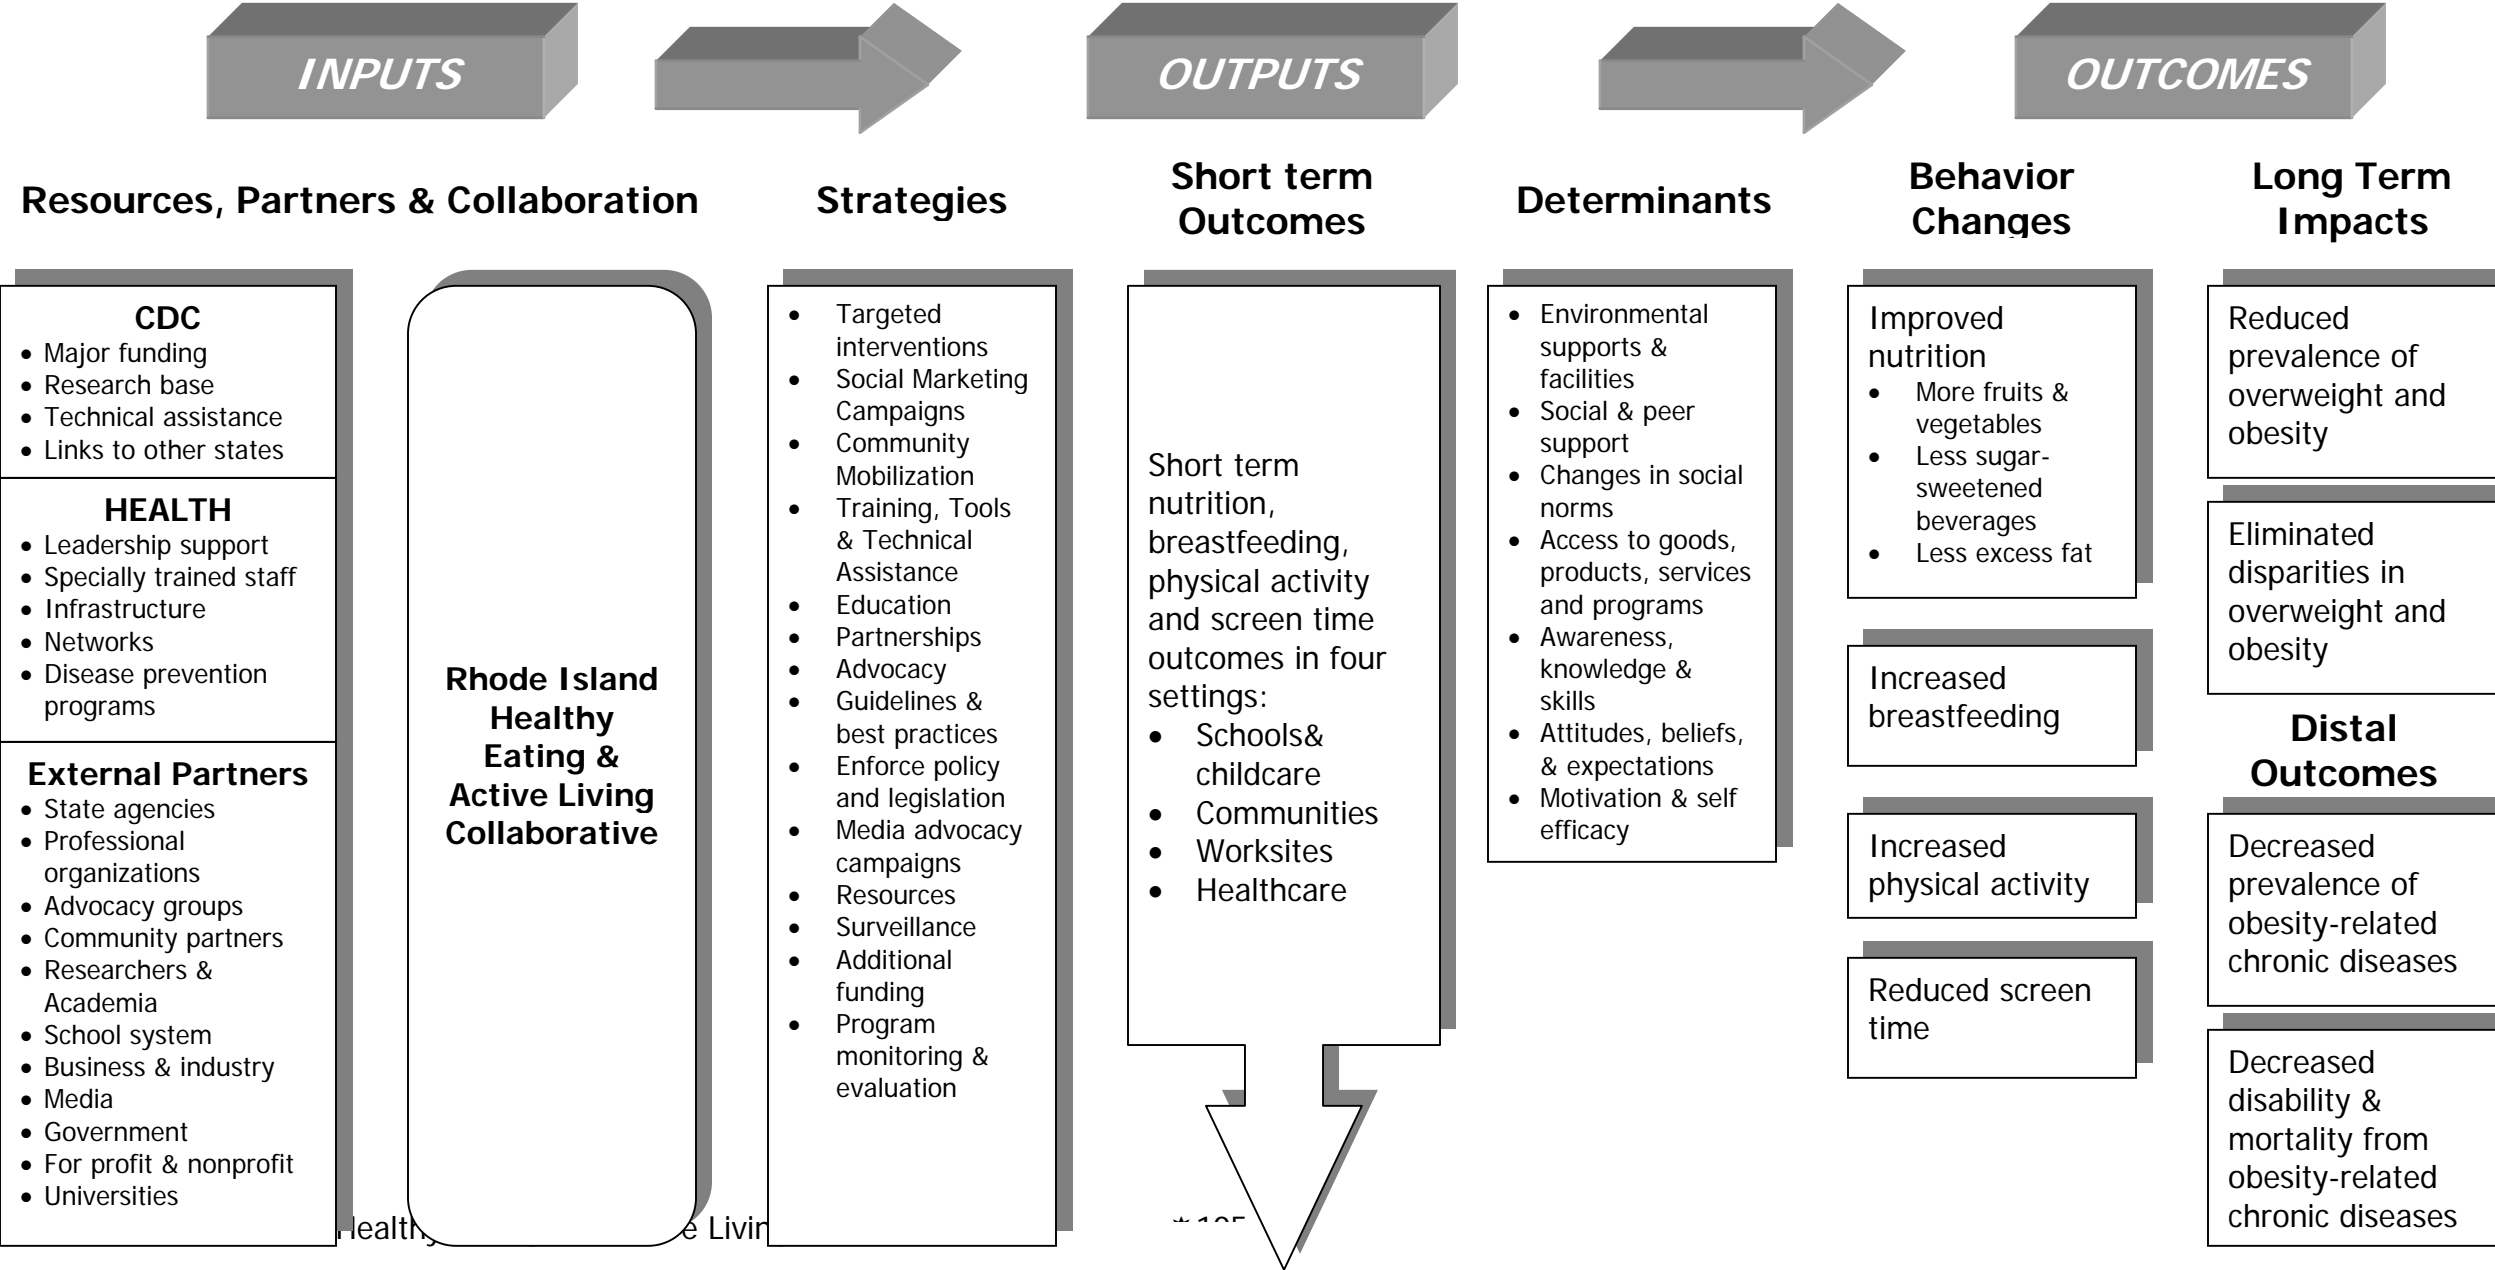 INPUTS
OUTPUTS
OUTCOMES
Resources, Partners & Collaboration
Strategies
Short term
Outcomes
Determinants
Behavior
Changes
Long Term
Impacts
CDC
• Major funding
• Research base
• Technical assistance
• Links to other states
HEALTH
• Leadership support
• Specially trained staff
• Infrastructure
• Networks
• Disease prevention
programs
External Partners
• State agencies
• Professional
organizations
• Advocacy groups
• Community partners
• Researchers &
Academia
• School system
• Business & industry
• Media
• Government
• For profit & nonprofit
• Universities
Rhode Island
Healthy
Eating &
Active Living
Collaborative
• Targeted
interventions
• Social Marketing
Campaigns
• Community
Mobilization
• Training, Tools
& Technical
Assistance
• Education
• Partnerships
• Advocacy
• Guidelines &
best practices
• Enforce policy
and legislation
• Media advocacy
campaigns
• Resources
• Surveillance
• Additional
funding
• Program
monitoring &
evaluation
Short term
nutrition,
breastfeeding,
physical activity
and screen time
outcomes in four
settings:
• Schools&
childcare
• Communities
• Worksites
• Healthcare
• Environmental
supports &
facilities
• Social & peer
support
• Changes in social
norms
• Access to goods,
products, services
and programs
• Awareness,
knowledge &
skills
• Attitudes, beliefs,
& expectations
• Motivation & self
efficacy
Improved
nutrition
• More fruits &
vegetables
• Less sugar-
sweetened
beverages
• Less excess fat
Increased
breastfeeding
Increased
physical activity
Reduced screen
time
Reduced
prevalence of
overweight and
obesity
Eliminated
disparities in
overweight and
obesity
Distal
Outcomes
Decreased
prevalence of
obesity-related
chronic diseases
Decreased
disability &
mortality from
obesity-related
chronic diseases